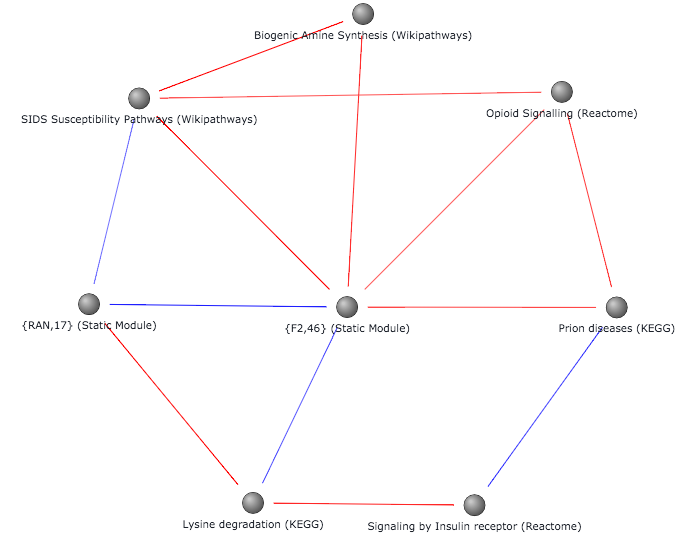 Biogenic Amine Synthesis (Wikipathways)
SIDS Susceptibility Pathways (Wikipathways)
Opioid Signalling (Reactome)
{RAN,17} (Static Module)
{F2,46} (Static Module)
Prion diseases (KEGG)
Lysine degradation (KEGG)
Signaling by Insulin receptor (Reactome)